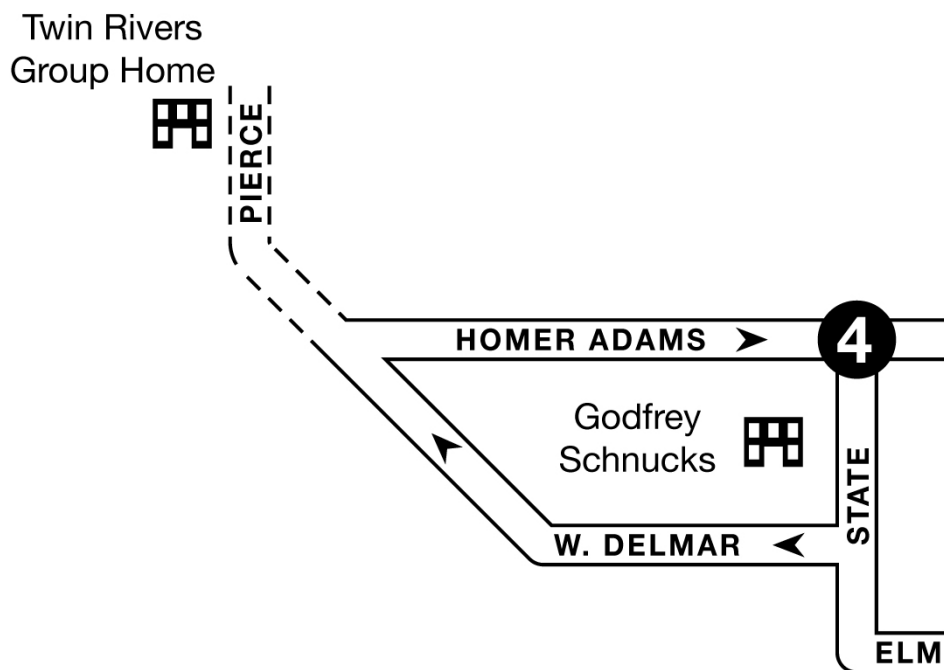 Twin Rivers
Group Home
PIERCE
HOMER ADAMS
4
Godfrey
Schnucks
STATE
W. DELMAR
ELM